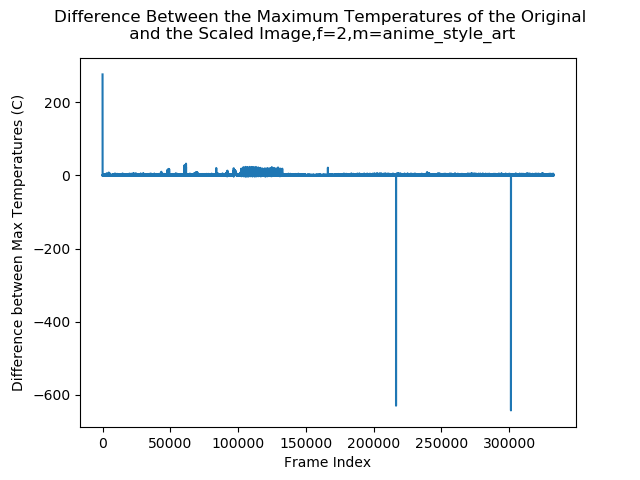 Difference Between the Maximum Temperatures of the Original
and the Scaled Image,f=2,m=anime_style_art
Difference between Max Temperatures (C)
200
0
−200
−400
−600
0 50000 100000 150000 200000 250000 300000
Frame Index